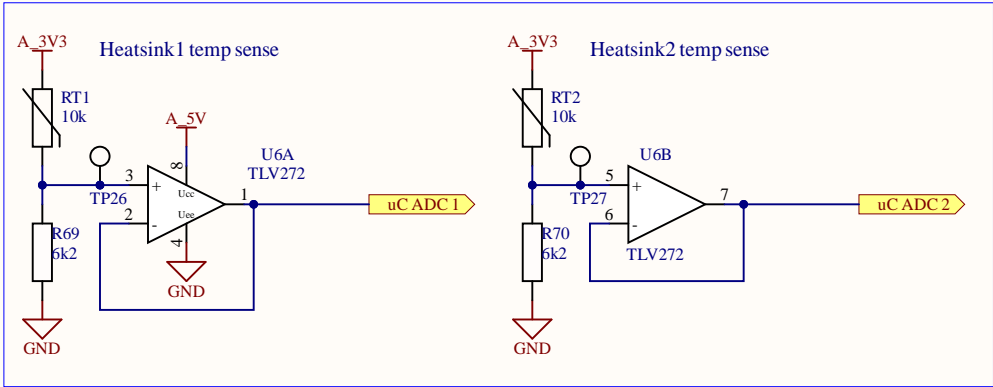 A_3V3
Heatsink1 temp sense
RT1
10k
A_5V
U6A
TLV272
8
3
+
Ucc
1
TP26
uC ADC 1
2
-
Uee
4
R69
6k2
GND
GND
A_3V3
Heatsink2 temp sense
RT2
10k
U6B
5
+
7
TP27
uC ADC 2
6
-
R70
6k2
TLV272
GND